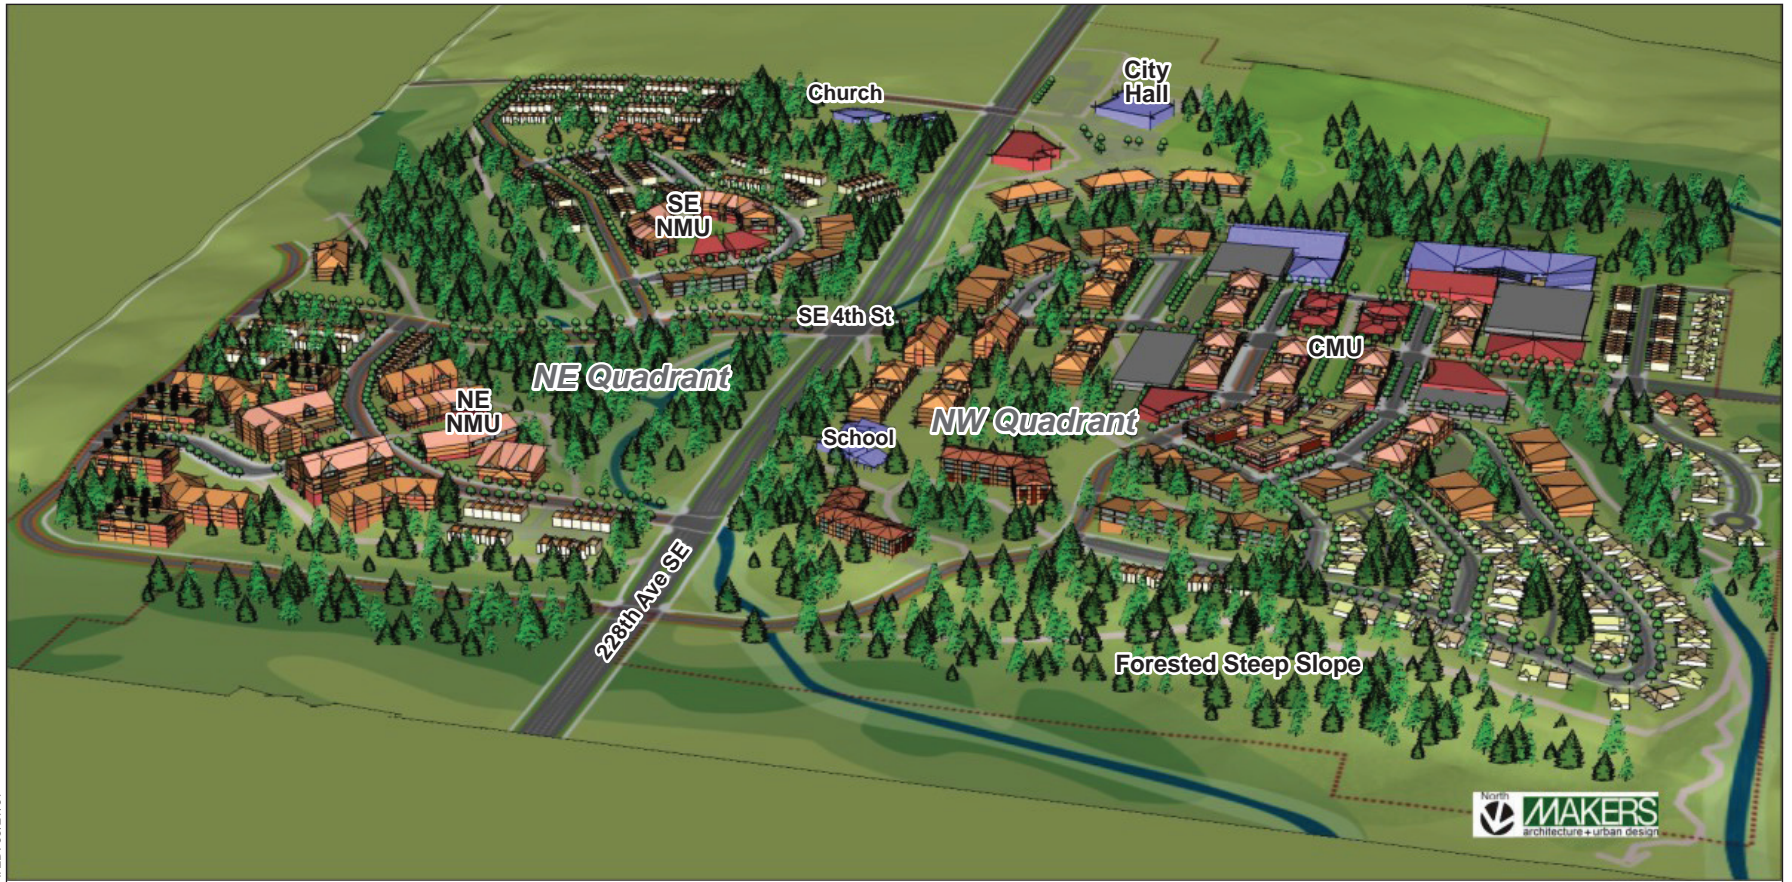 City
Hall
Church
SE
NMU
SE 4th St
CMU
NE Quadrant
NE
NMU
NW Quadrant
School
228th Ave SE
Forested Steep Slope
North
MAKERS
architecture + urban design